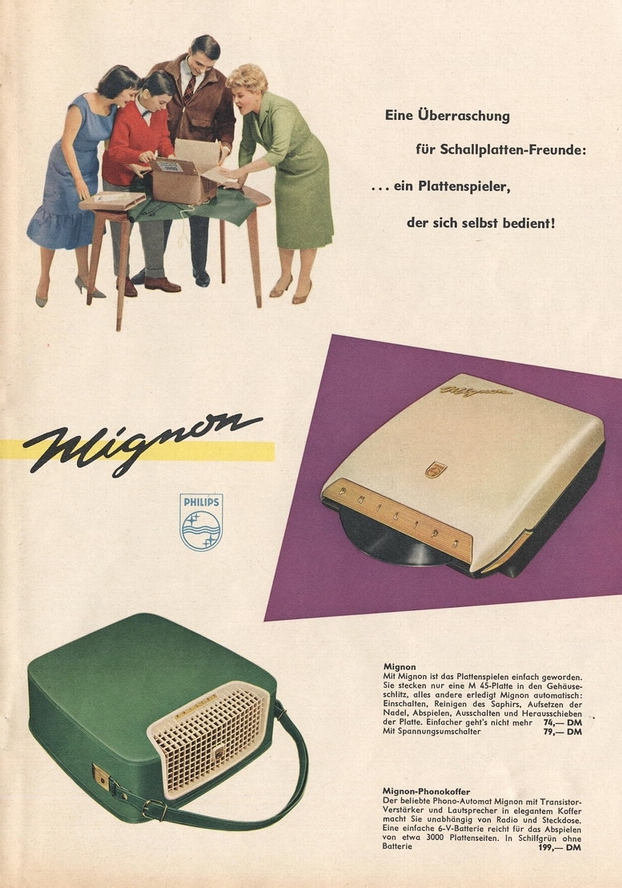 Eine Überraschung
für Schallplatten-Freunde:
... ein Plattenspieler,
der sich selbst bedient!
Mignon
Mignon
PHILIPS
PHILIPS
Mignon
Mit Mignon ist das Plattenspielen einfach geworden.
Sie stecken nur eine M 45-Platte in den Gehäuse-
schlitz, alles andere erledigt Mignon automatisch:
Einschalten, Reinigen des Saphirs, Aufsetzen der
Nadel, Abspielen, Ausschalten und Herausschieben
der Platte. Einfacher geht's nicht mehr 74,— DM
Mit Spannungsumschalter 79,— DM
Mignon-Phonokoffer
Der beliebte Phono-Automat Mignon mit Transistor-
Verstärker und Lautsprecher in elegantem Koffer
macht Sie unabhängig von Radio und Steckdose.
Eine einfache 6-V-Batterie reicht für das Abspielen
von etwa 3000 Plattenseiten. In Schilfgrün ohne
Batterie 199,— DM